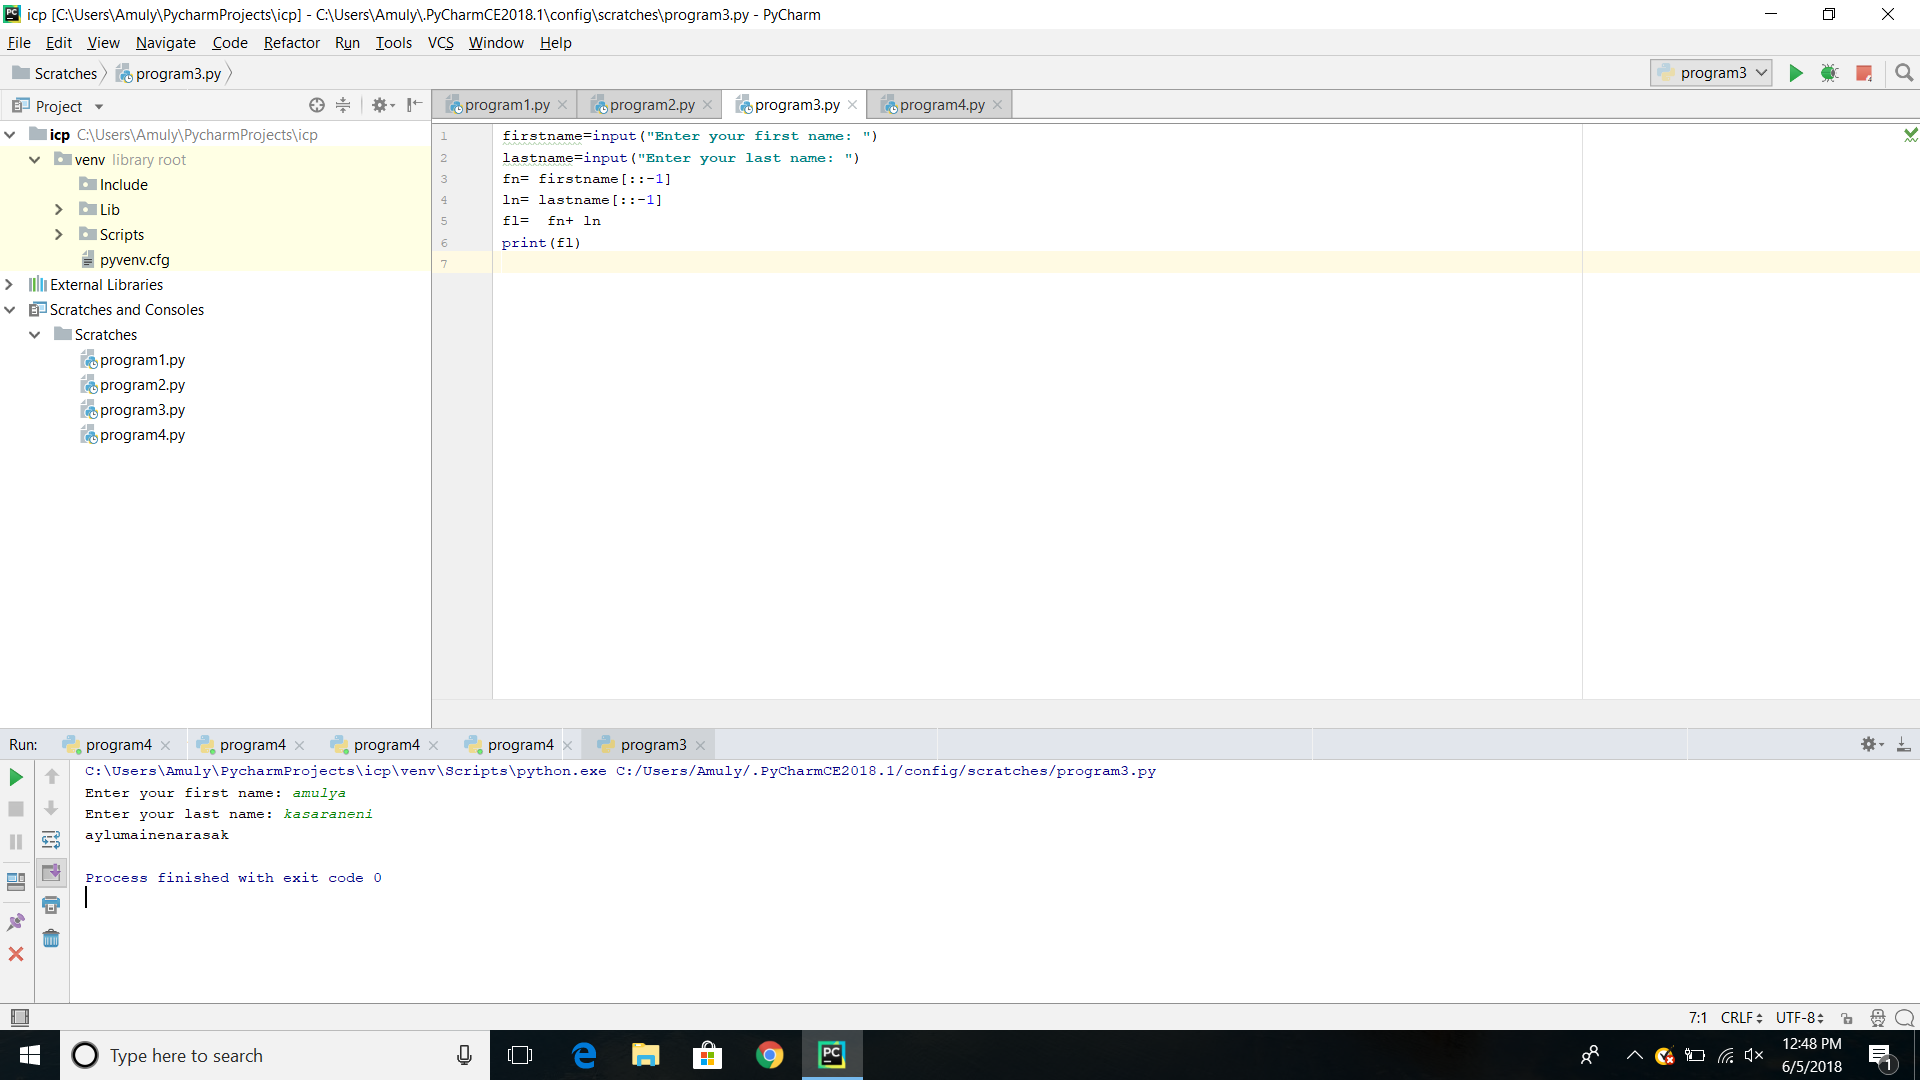 icp [C:\Users\Amuly\PycharmProjects\icp] - C:\Users\Amuly\.PyCharmCE2018.1\config\scratches\program3.py - PyCharm
File Edit View Navigate Code Refactor Run Tools VCS Window Help
Scratches program3.py program3
Project
program1.py program2.py program3.py program4.py
icp C:\Users\Amuly\PycharmProjects\icp
venv library root
Include
Lib
Scripts
pyvenv.cfg
External Libraries
Scratches and Consoles
Scratches
program1.py
program2.py
program3.py
program4.py
1 firstname=input("Enter your first name: ")
2 lastname=input("Enter your last name: ")
3 fn= firstname[::-1]
4 ln= lastname[::-1]
5 fl=  fn+ ln
6 print(fl)
7
Run: program4 program4 program4 program4 program3
C:\Users\Amuly\PycharmProjects\icp\venv\Scripts\python.exe C:/Users/Amuly/.PyCharmCE2018.1/config/scratches/program3.py
Enter your first name: amulya
Enter your last name: kasaraneni
aylumainenarasak
Process finished with exit code 0
7:1 CRLF UTF-8
Type here to search
12:48 PM
6/5/2018
1